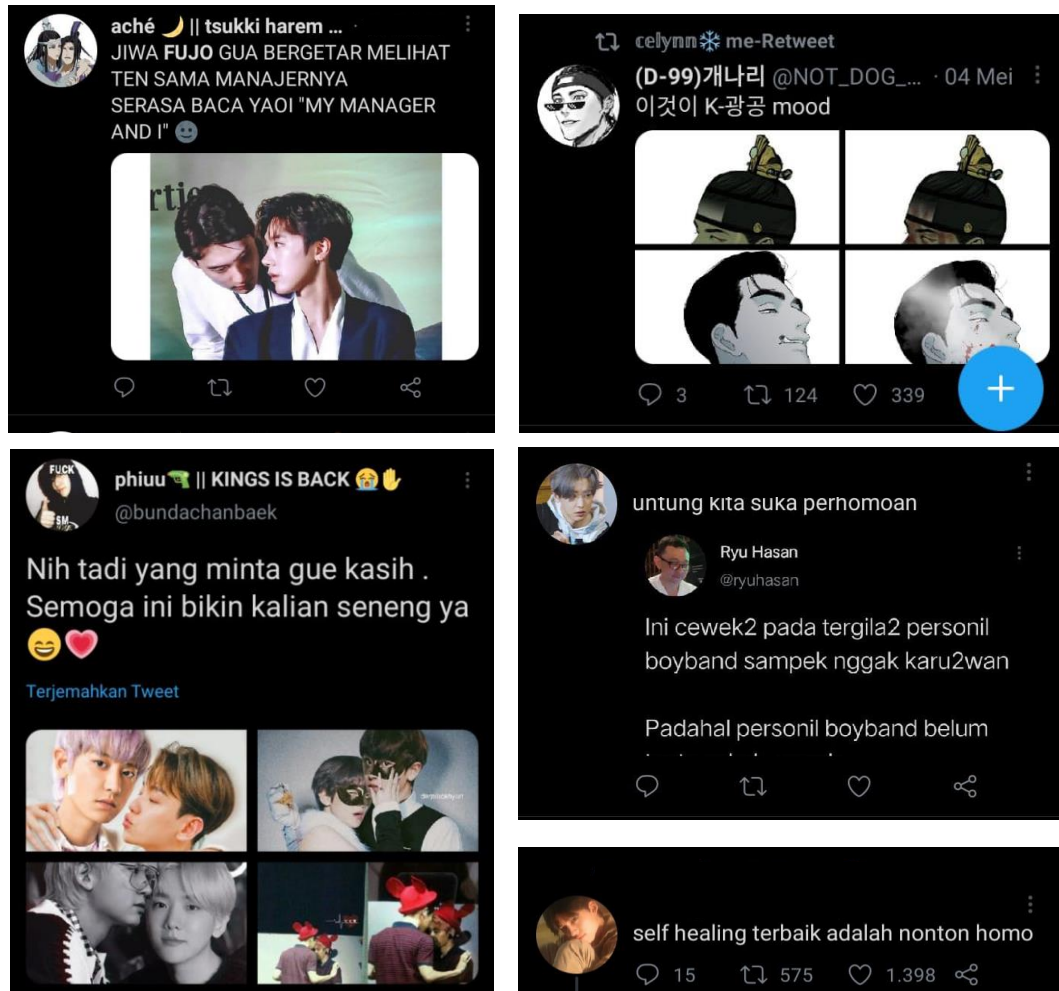 aché 🌙 || tsukki harem ... ·
JIWA FUJO GUA BERGETAR MELIHAT
TEN SAMA MANAJERNYA
SERASA BACA YAOI "MY MANAGER
AND I" 🌚
rtie
celynn❄ me-Retweet
(D-99)개나리 @NOT_DOG_... · 04 Mei
이것이 K-광공 mood
3 124 339
FUCK
SM
phiuu🔫 || KINGS IS BACK 😭✋
@bundachanbaek
Nih tadi yang minta gue kasih .
Semoga ini bikin kalian seneng ya
😄💗
Terjemahkan Tweet
untung kita suka perhomoan
Ryu Hasan
@ryuhasan
Ini cewek2 pada tergila2 personil
boyband sampek nggak karu2wan
Padahal personil boyband belum
self healing terbaik adalah nonton homo
15 575 1.398